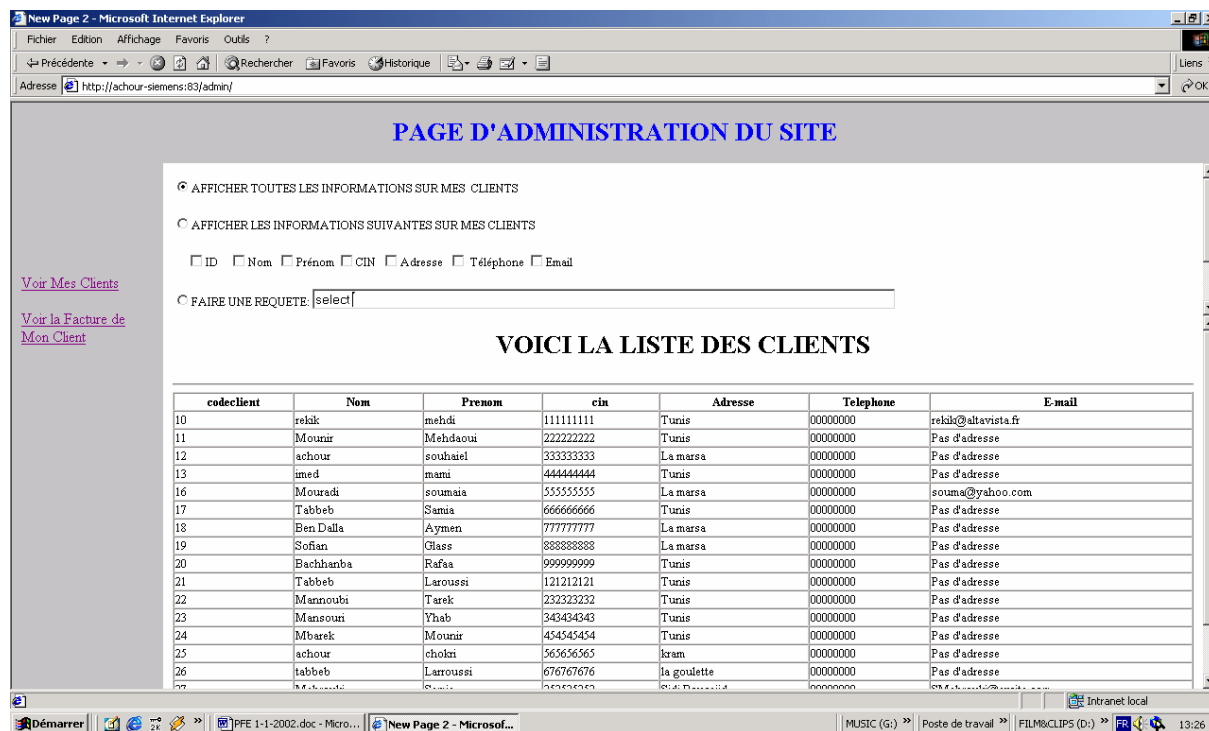 New Page 2 - Microsoft Internet Explorer
Fichier Edition Affichage Favoris Outils ?
Précédente Rechercher Favoris Historique Liens
Adresse http://achour-siemens:83/admin/ OK
PAGE D'ADMINISTRATION DU SITE
AFFICHER TOUTES LES INFORMATIONS SUR MES CLIENTS
AFFICHER LES INFORMATIONS SUIVANTES SUR MES CLIENTS
ID Nom Prénom CIN Adresse Téléphone Email
Voir Mes Clients
FAIRE UNE REQUETE: select
Voir la Facture de
Mon Client
VOICI LA LISTE DES CLIENTS
codeclient Nom Prenom cin Adresse Telephone E-mail
10 rekik mehdi 111111111 Tunis 00000000 rekik@altavista.fr
11 Mounir Mehdaoui 222222222 Tunis 00000000 Pas d'adresse
12 achour souhaiel 333333333 La marsa 00000000 Pas d'adresse
13 imed mami 444444444 Tunis 00000000 Pas d'adresse
16 Mouradi soumaia 555555555 La marsa 00000000 souma@yahoo.com
17 Tabbeb Samia 666666666 Tunis 00000000 Pas d'adresse
18 Ben Dalla Aymen 777777777 La marsa 00000000 Pas d'adresse
19 Sofian Glass 888888888 La marsa 00000000 Pas d'adresse
20 Bachhanba Rafaa 999999999 Tunis 00000000 Pas d'adresse
21 Tabbeb Laroussi 121212121 Tunis 00000000 Pas d'adresse
22 Mannoubi Tarek 232323232 Tunis 00000000 Pas d'adresse
23 Mansouri Yhab 343434343 Tunis 00000000 Pas d'adresse
24 Mbarek Mounir 454545454 Tunis 00000000 Pas d'adresse
25 achour chokri 565656565 kram 00000000 Pas d'adresse
26 tabbeb Larroussi 676767676 la goulette 00000000 Pas d'adresse
27
Intranet local
Démarrer PFE 1-1-2002.doc - Micro... New Page 2 - Microsof... MUSIC (G:) Poste de travail FILM&CLIPS (D:) FR 13:26